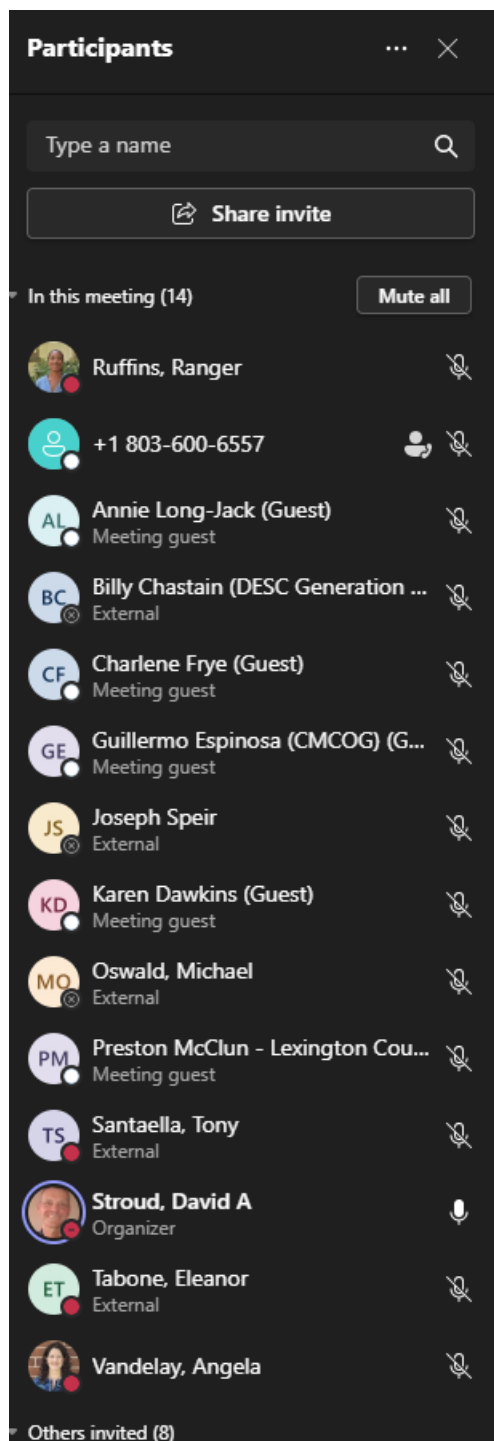 Participants
Type a name
Share invite
In this meeting (14)
Mute all
Ruffins, Ranger
+1 803-600-6557
AL
Annie Long-Jack (Guest)
Meeting guest
BC
Billy Chastain (DESC Generation ...
External
CF
Charlene Frye (Guest)
Meeting guest
GE
Guillermo Espinosa (CMCOG) (G...
Meeting guest
JS
Joseph Speir
External
KD
Karen Dawkins (Guest)
Meeting guest
MO
Oswald, Michael
External
PM
Preston McClun - Lexington Cou...
Meeting guest
TS
Santaella, Tony
External
Stroud, David A
Organizer
ET
Tabone, Eleanor
External
Vandelay, Angela
Others invited (8)